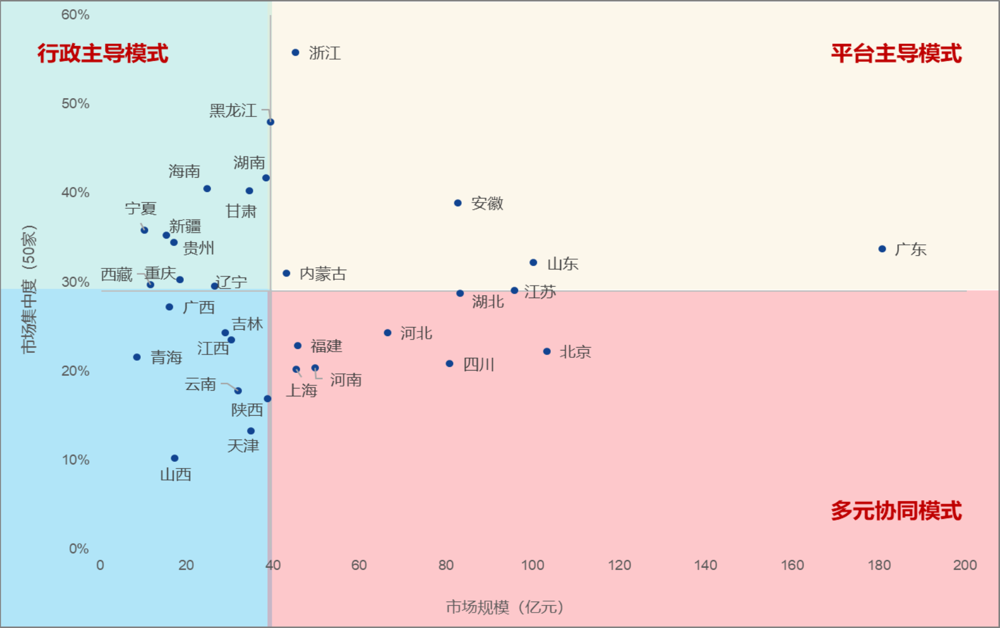 60%
行政主导模式
浙江
平台主导模式
50%
黑龙江
湖南
海南
40%
甘肃
安徽
宁夏
新疆
贵州
广东
山东
西藏
重庆
内蒙古
30%
辽宁
江苏
湖北
广西
市场集中度（50家）
吉林
河北
江西
福建
北京
青海
四川
20%
河南
云南
上海
陕西
天津
10%
山西
多元协同模式
0%
0 20 40 60 80 100 120 140 160 180 200
市场规模（亿元）